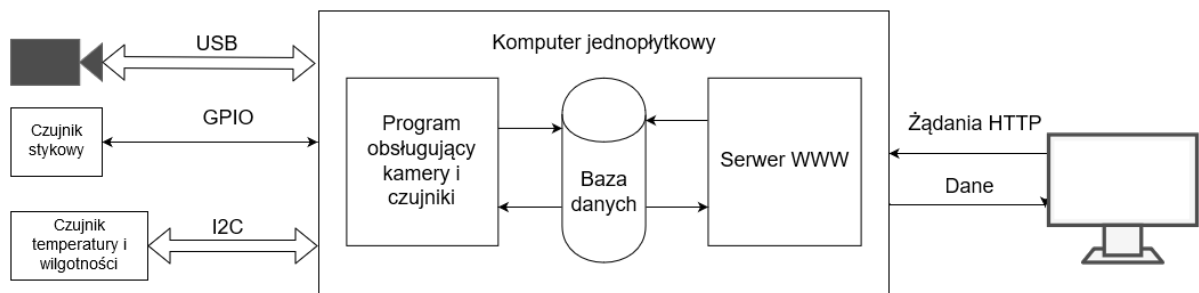 USB
Komputer jednopłytkowy
GPIO
Czujnik
stykowy
Program
obsługujący
kamery i
czujniki
Baza
danych
Serwer WWW
Żądania HTTP
Dane
I2C
Czujnik
temperatury i
wilgotności